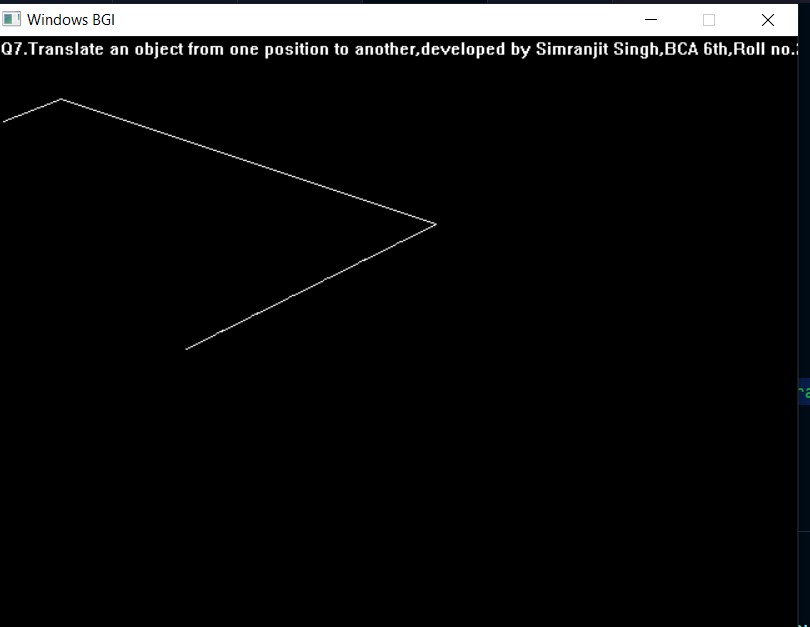 Windows BGI
Q7.Translate an object from one position to another,developed by Simranjit Singh,BCA 6th,Roll no.